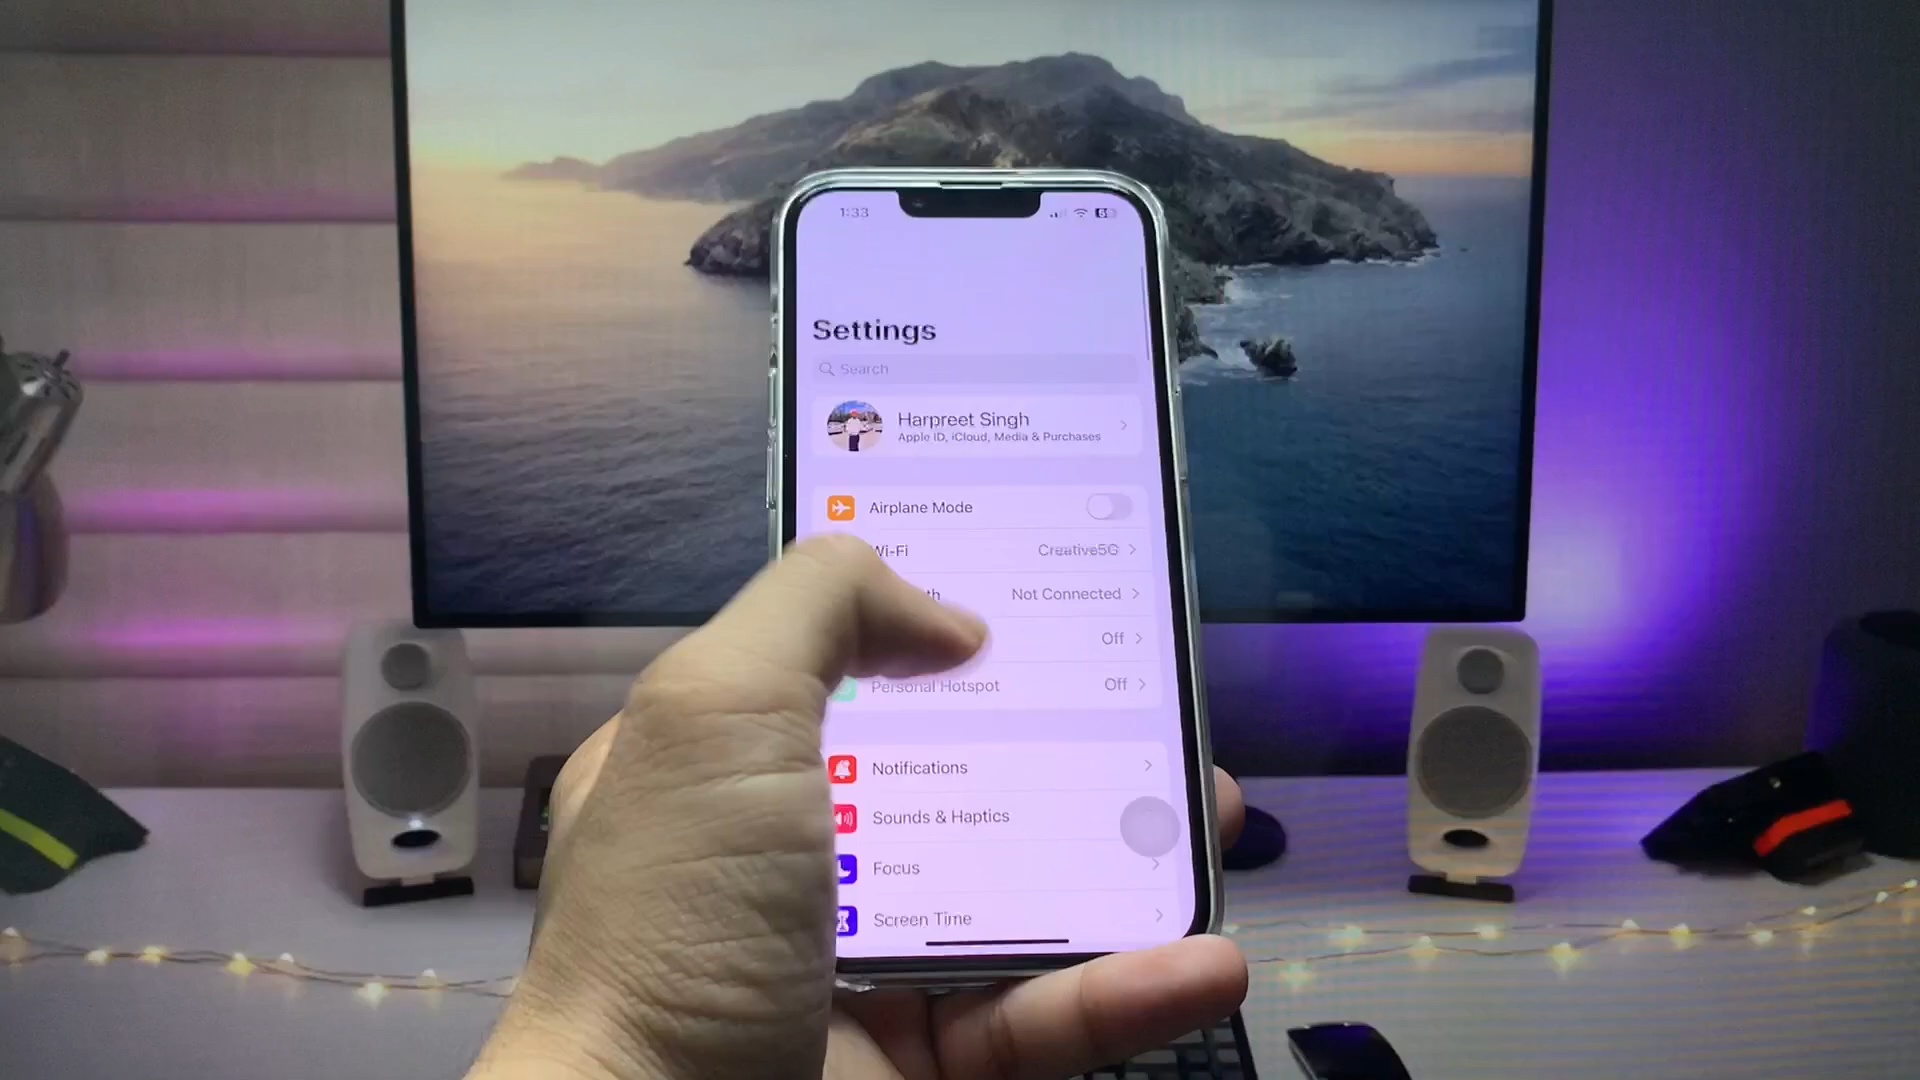 1:33
Settings
Search
Harpreet Singh
Apple ID, iCloud, Media & Purchases
Airplane Mode
Wi-Fi Creative5G
th Not Connected
Off
Personal Hotspot Off
Notifications
Sounds & Haptics
Focus
Screen Time